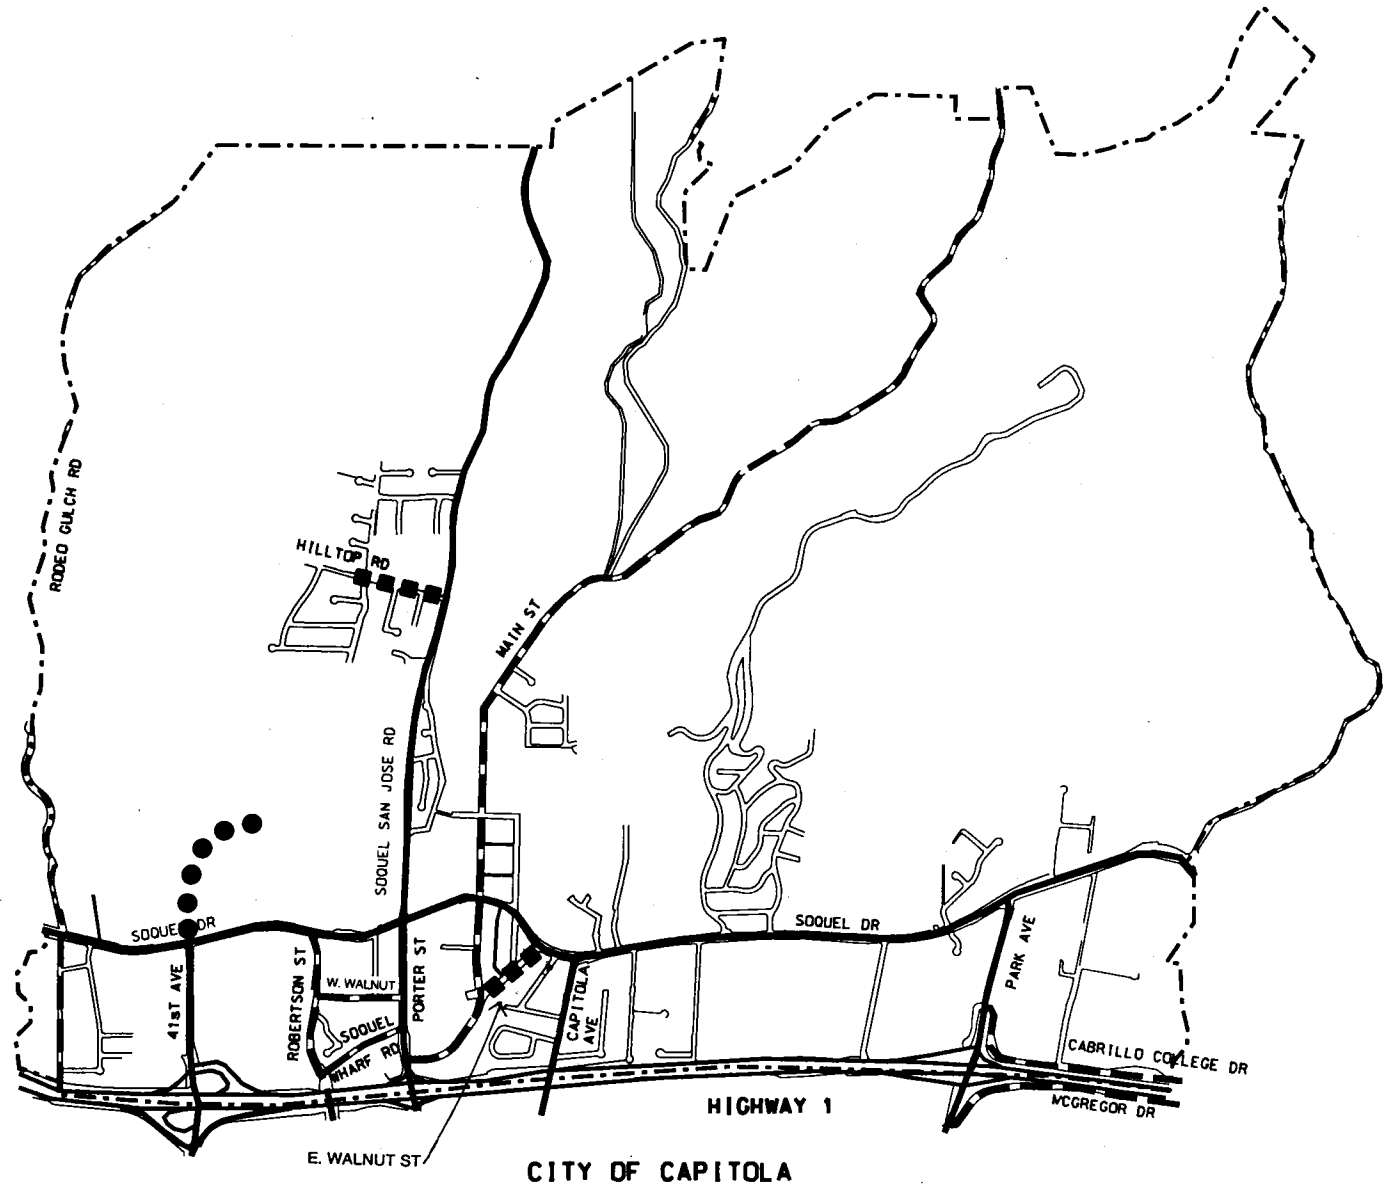 RODEO GULCH RD
HILLTOP RD
MAIN ST
SOQUEL SAN JOSE RD
SOQUEL DR
SOQUEL DR
41ST AVE
ROBERTSON ST
W. WALNUT
PORTER ST
SOQUEL
WHARF RD
CAPITOLA
AVE
PARK AVE
CABRILLO COLLEGE DR
MCGREGOR DR
HIGHWAY 1
E. WALNUT ST
CITY OF CAPITOLA